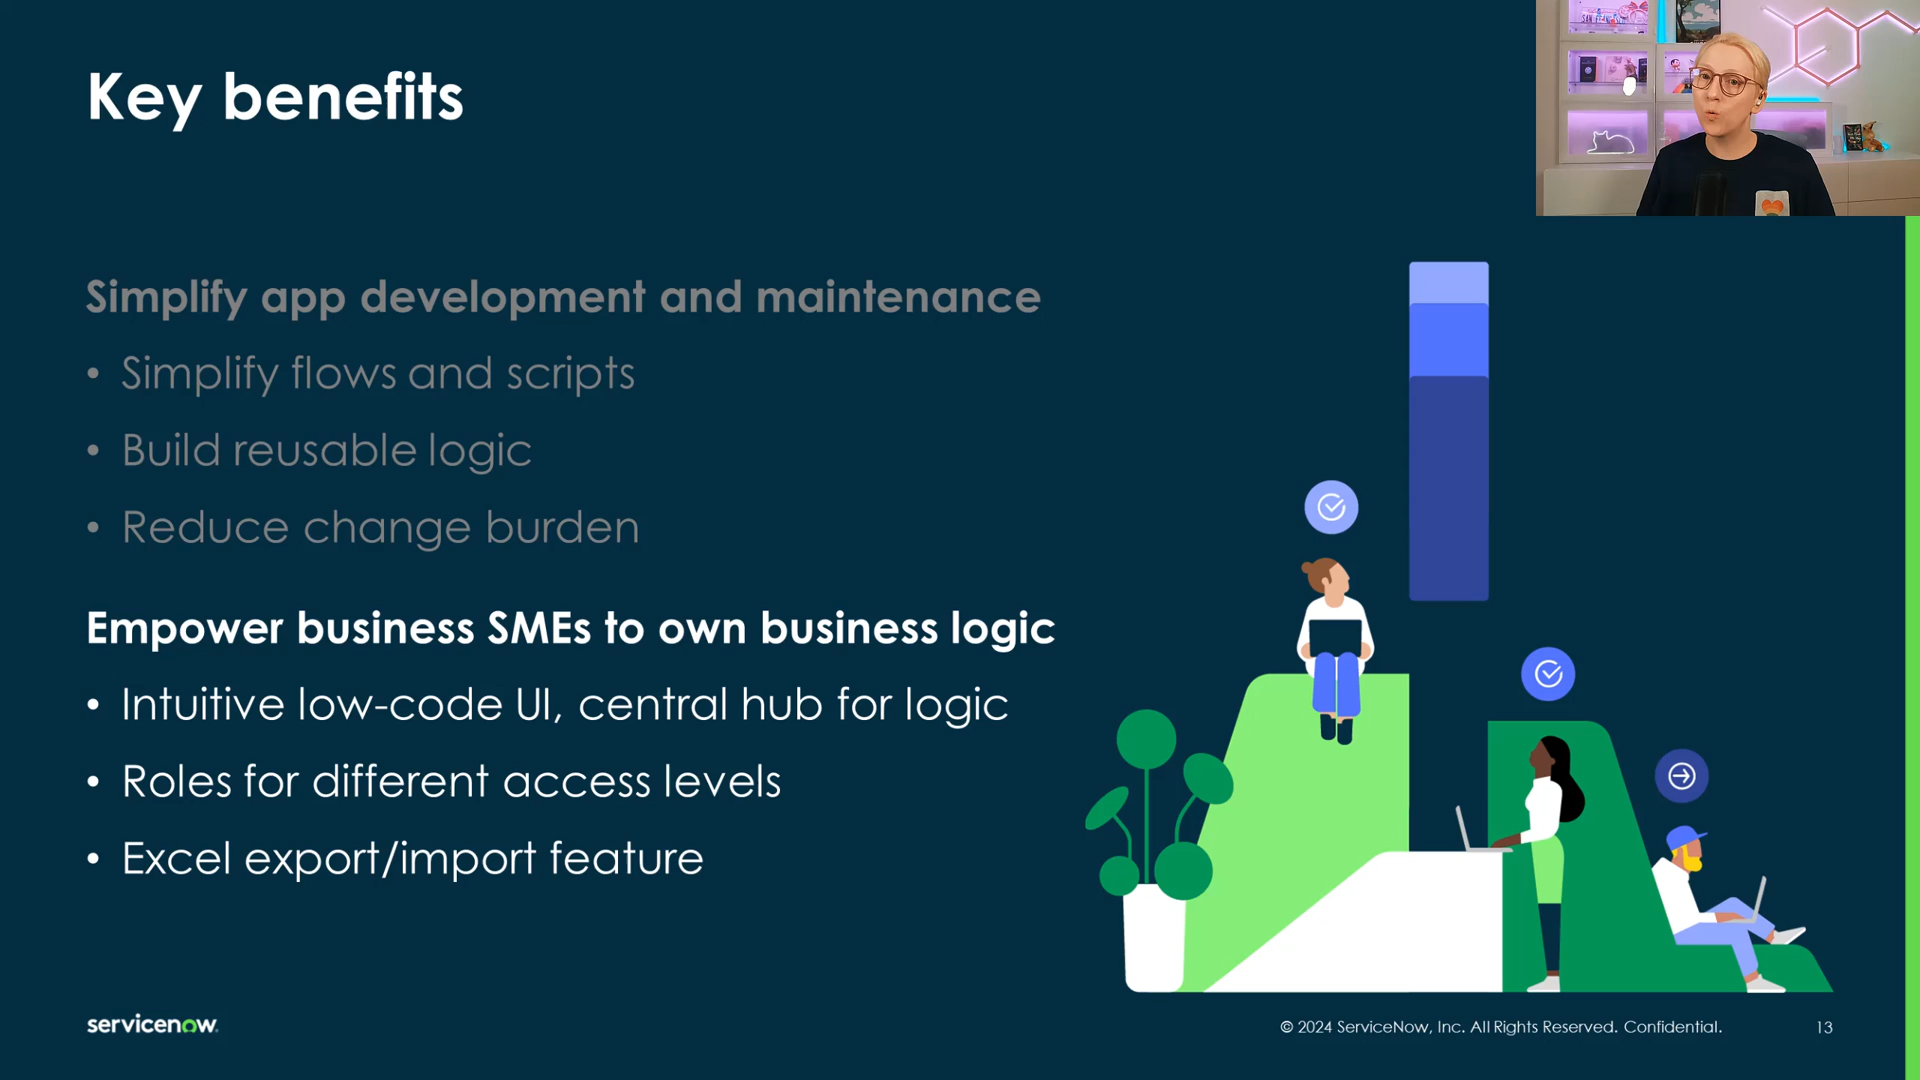 Key benefits
Simplify app development and maintenance
• Simplify flows and scripts
• Build reusable logic
• Reduce change burden
Empower business SMEs to own business logic
• Intuitive low-code UI, central hub for logic
• Roles for different access levels
• Excel export/import feature
servicenow.
© 2024 ServiceNow, Inc. All Rights Reserved. Confidential.
13